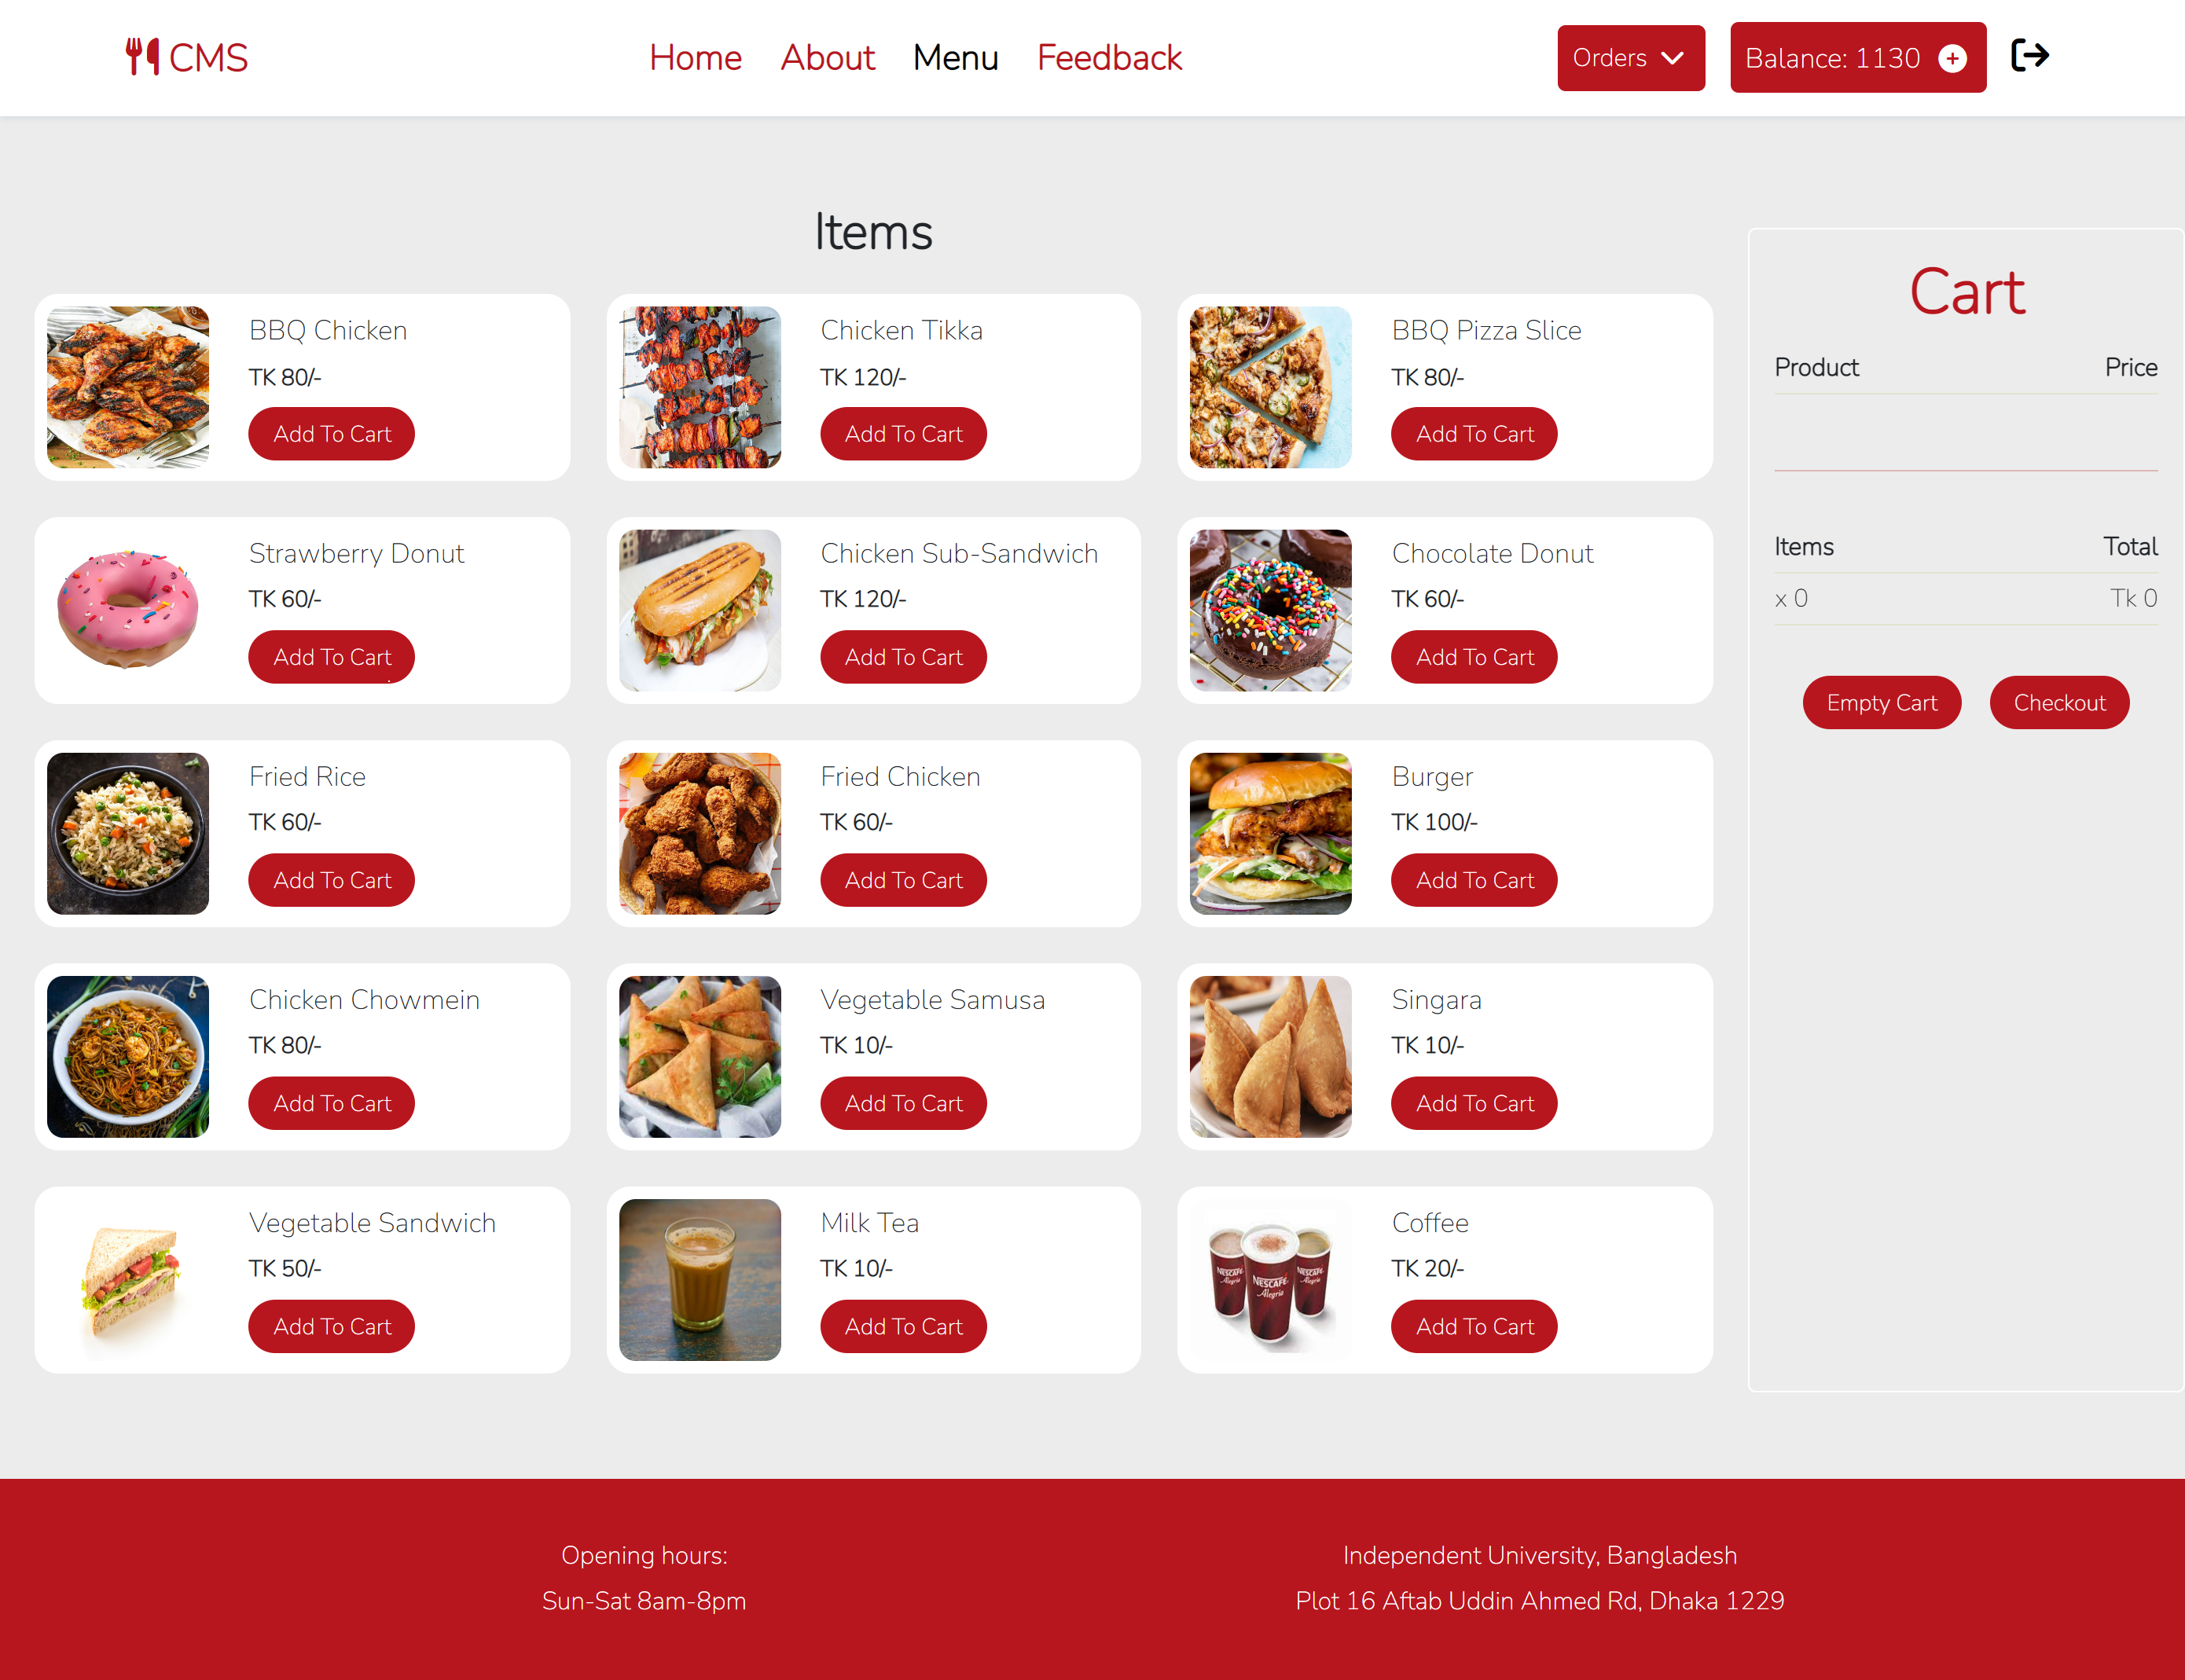 CMS
Home About Menu Feedback
Orders
Balance: 1130
Items
BBQ Chicken
TK 80/-
Add To Cart
Chicken Tikka
TK 120/-
Add To Cart
BBQ Pizza Slice
TK 80/-
Add To Cart
Strawberry Donut
TK 60/-
Add To Cart
Chicken Sub-Sandwich
TK 120/-
Add To Cart
Chocolate Donut
TK 60/-
Add To Cart
Fried Rice
TK 60/-
Add To Cart
Fried Chicken
TK 60/-
Add To Cart
Burger
TK 100/-
Add To Cart
Chicken Chowmein
TK 80/-
Add To Cart
Vegetable Samusa
TK 10/-
Add To Cart
Singara
TK 10/-
Add To Cart
Vegetable Sandwich
TK 50/-
Add To Cart
Milk Tea
TK 10/-
Add To Cart
NESCAFÉ
Alegria
NESCAFÉ
Alegria
NESCAFÉ
Alegria
Coffee
TK 20/-
Add To Cart
Cart
Product Price
Items Total
x 0 Tk 0
Empty Cart Checkout
Opening hours:
Sun-Sat 8am-8pm
Independent University, Bangladesh
Plot 16 Aftab Uddin Ahmed Rd, Dhaka 1229